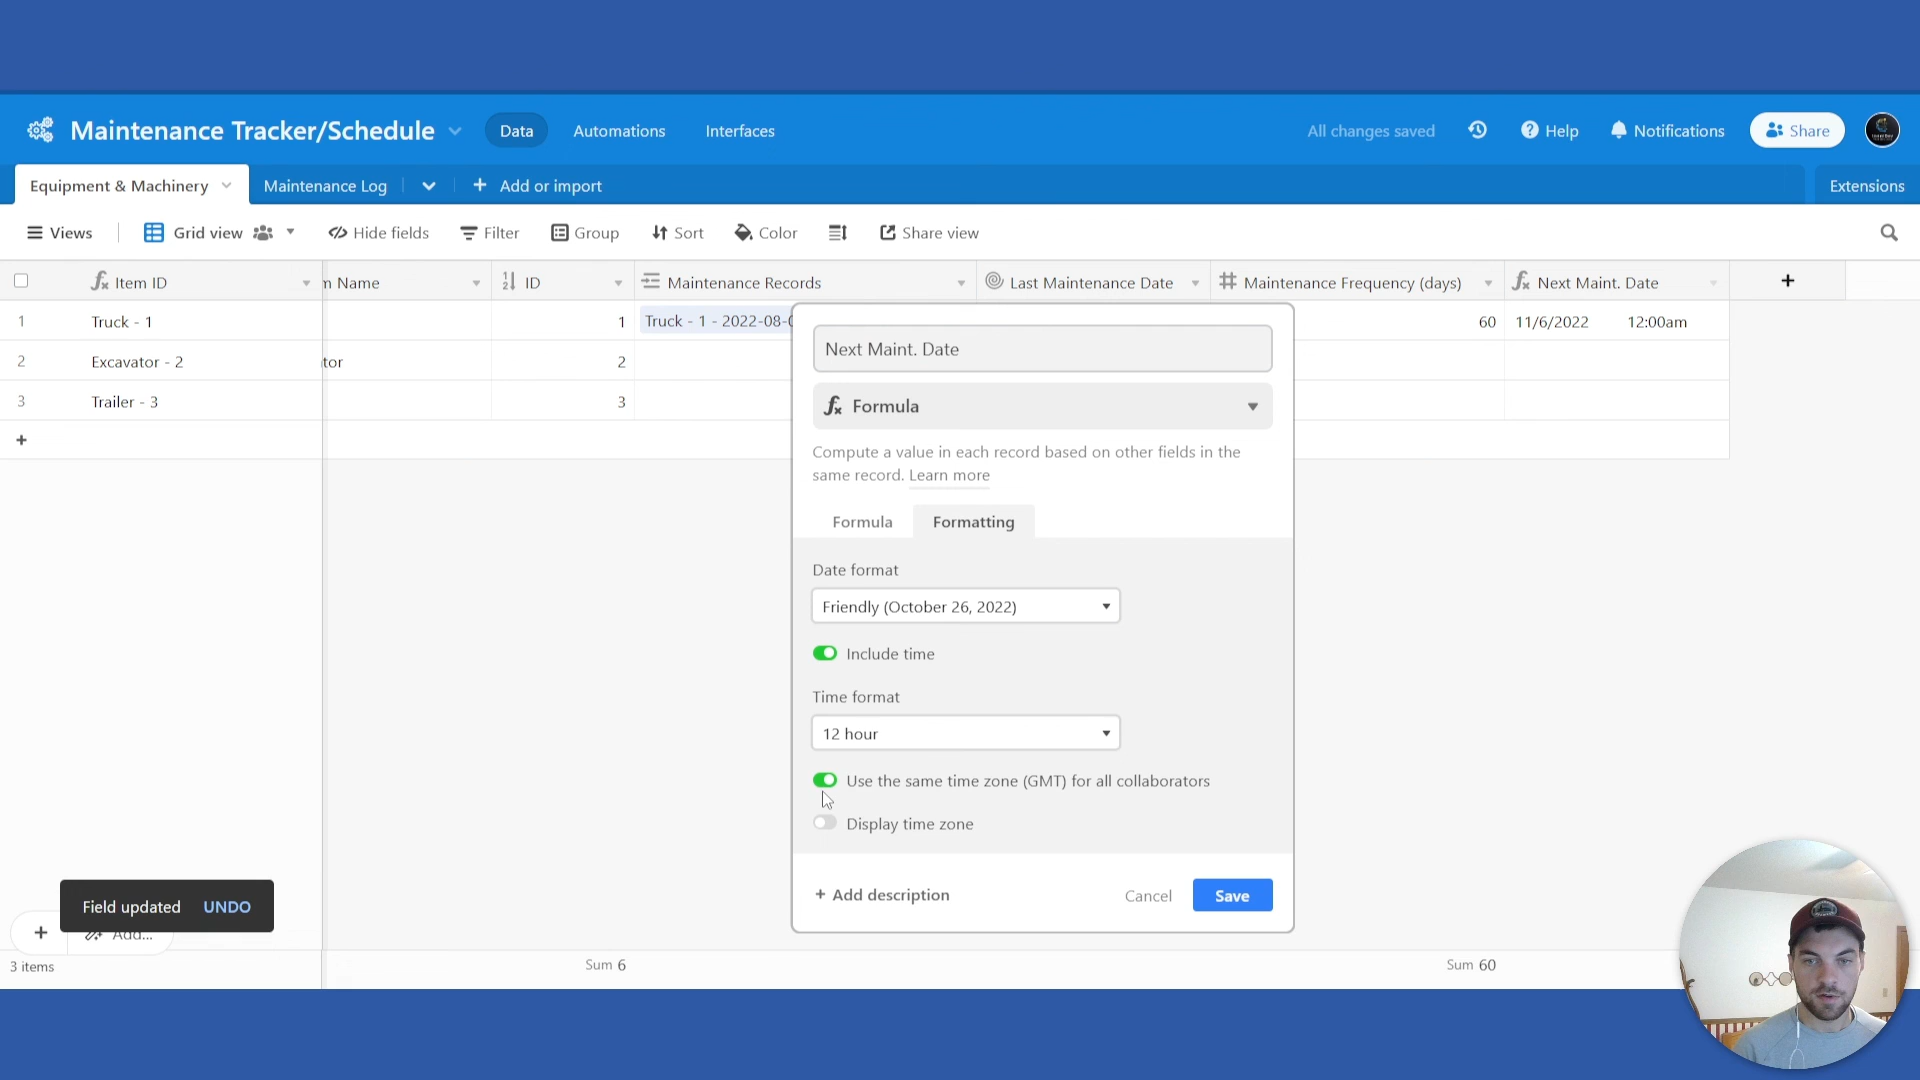 Maintenance Tracker/Schedule
Data
Automations
Interfaces
All changes saved
Help
Notifications
Share
Equipment & Machinery
Maintenance Log
+ Add or import
Extensions
Views
Grid view
Hide fields
Filter
Group
Sort
Color
Share view
Item ID
n Name
ID
Maintenance Records
Last Maintenance Date
Maintenance Frequency (days)
Next Maint. Date
+
1 Truck - 1 1 Truck - 1 - 2022-08-0 60 11/6/2022 12:00am
2 Excavator - 2 tor 2
3 Trailer - 3 3
+
Next Maint. Date
Formula
Compute a value in each record based on other fields in the
same record. Learn more
Formula
Formatting
Date format
Friendly (October 26, 2022)
Include time
Time format
12 hour
Use the same time zone (GMT) for all collaborators
Display time zone
+ Add description
Cancel
Save
Field updated UNDO
+ Add...
3 items
Sum 6
Sum 60